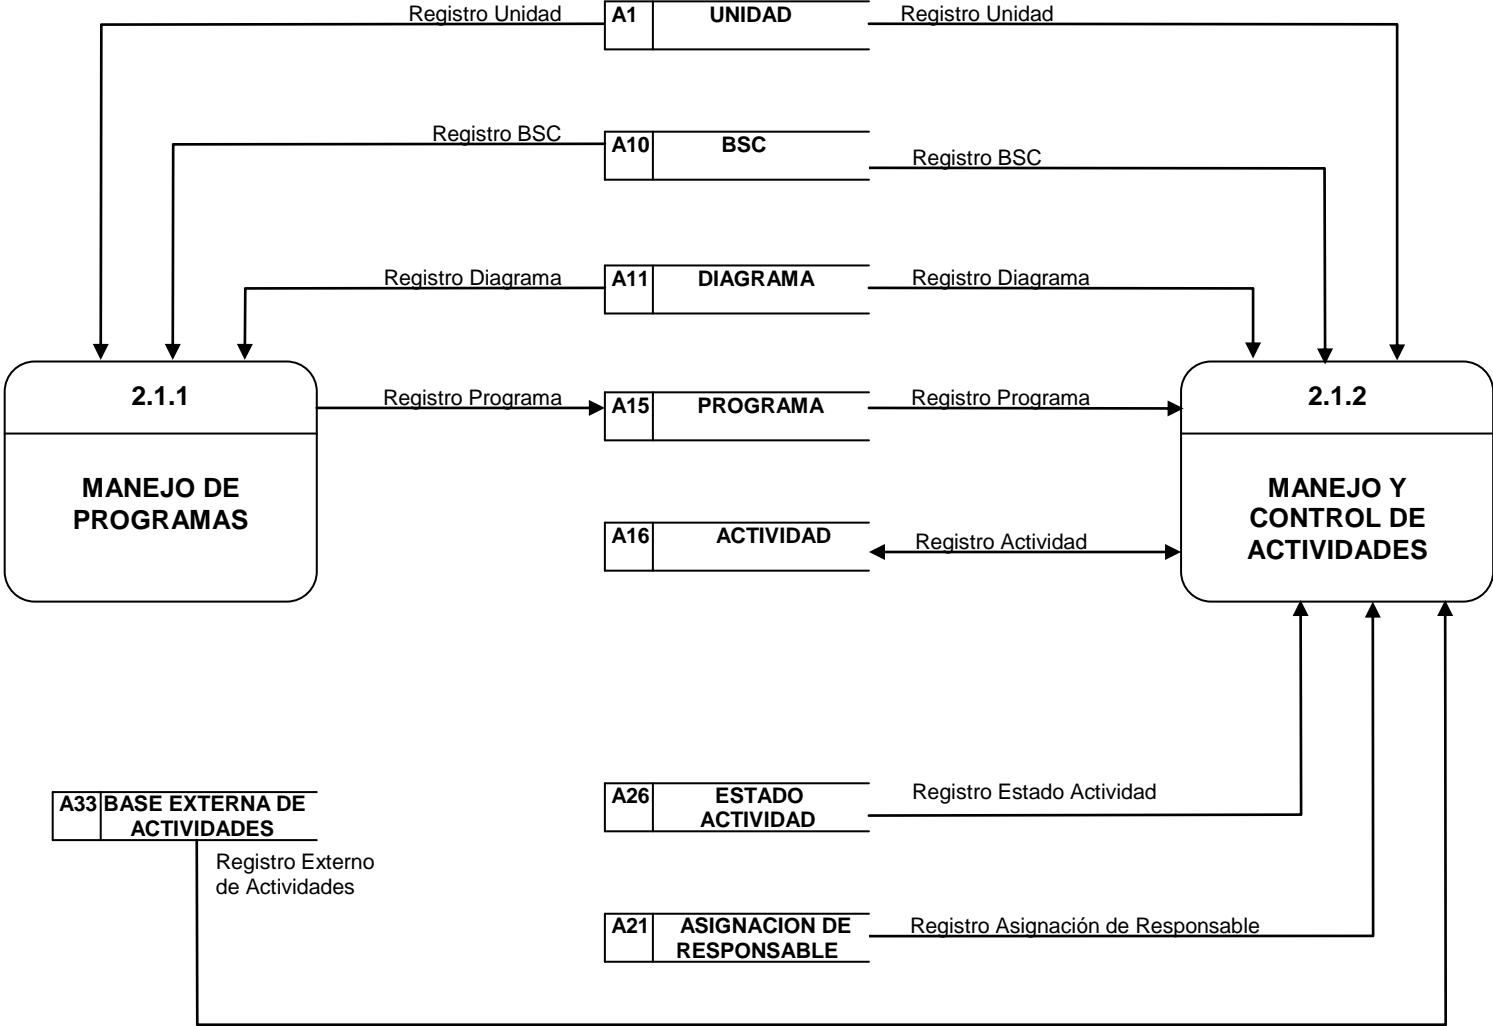 Registro Unidad
A1 UNIDAD
Registro Unidad
Registro BSC
A10 BSC
Registro BSC
Registro Diagrama
A11 DIAGRAMA
Registro Diagrama
2.1.1
MANEJO DE
PROGRAMAS
Registro Programa
A15 PROGRAMA
Registro Programa
2.1.2
MANEJO Y
CONTROL DE
ACTIVIDADES
A16 ACTIVIDAD
Registro Actividad
A33 BASE EXTERNA DE
ACTIVIDADES
Registro Externo
de Actividades
A26 ESTADO
ACTIVIDAD
Registro Estado Actividad
A21 ASIGNACION DE
RESPONSABLE
Registro Asignación de Responsable